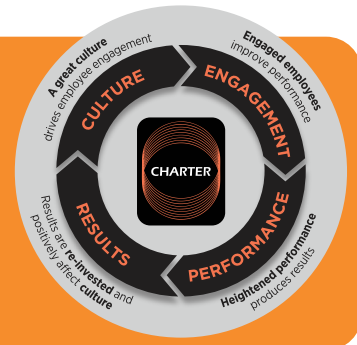 A great culture
drives employee engagement
Engaged employees
improve performance
CULTURE
ENGAGEMENT
CHARTER
RESULTS
PERFORMANCE
Results are re-invested and
positively affect culture
Heightened performance
produces results